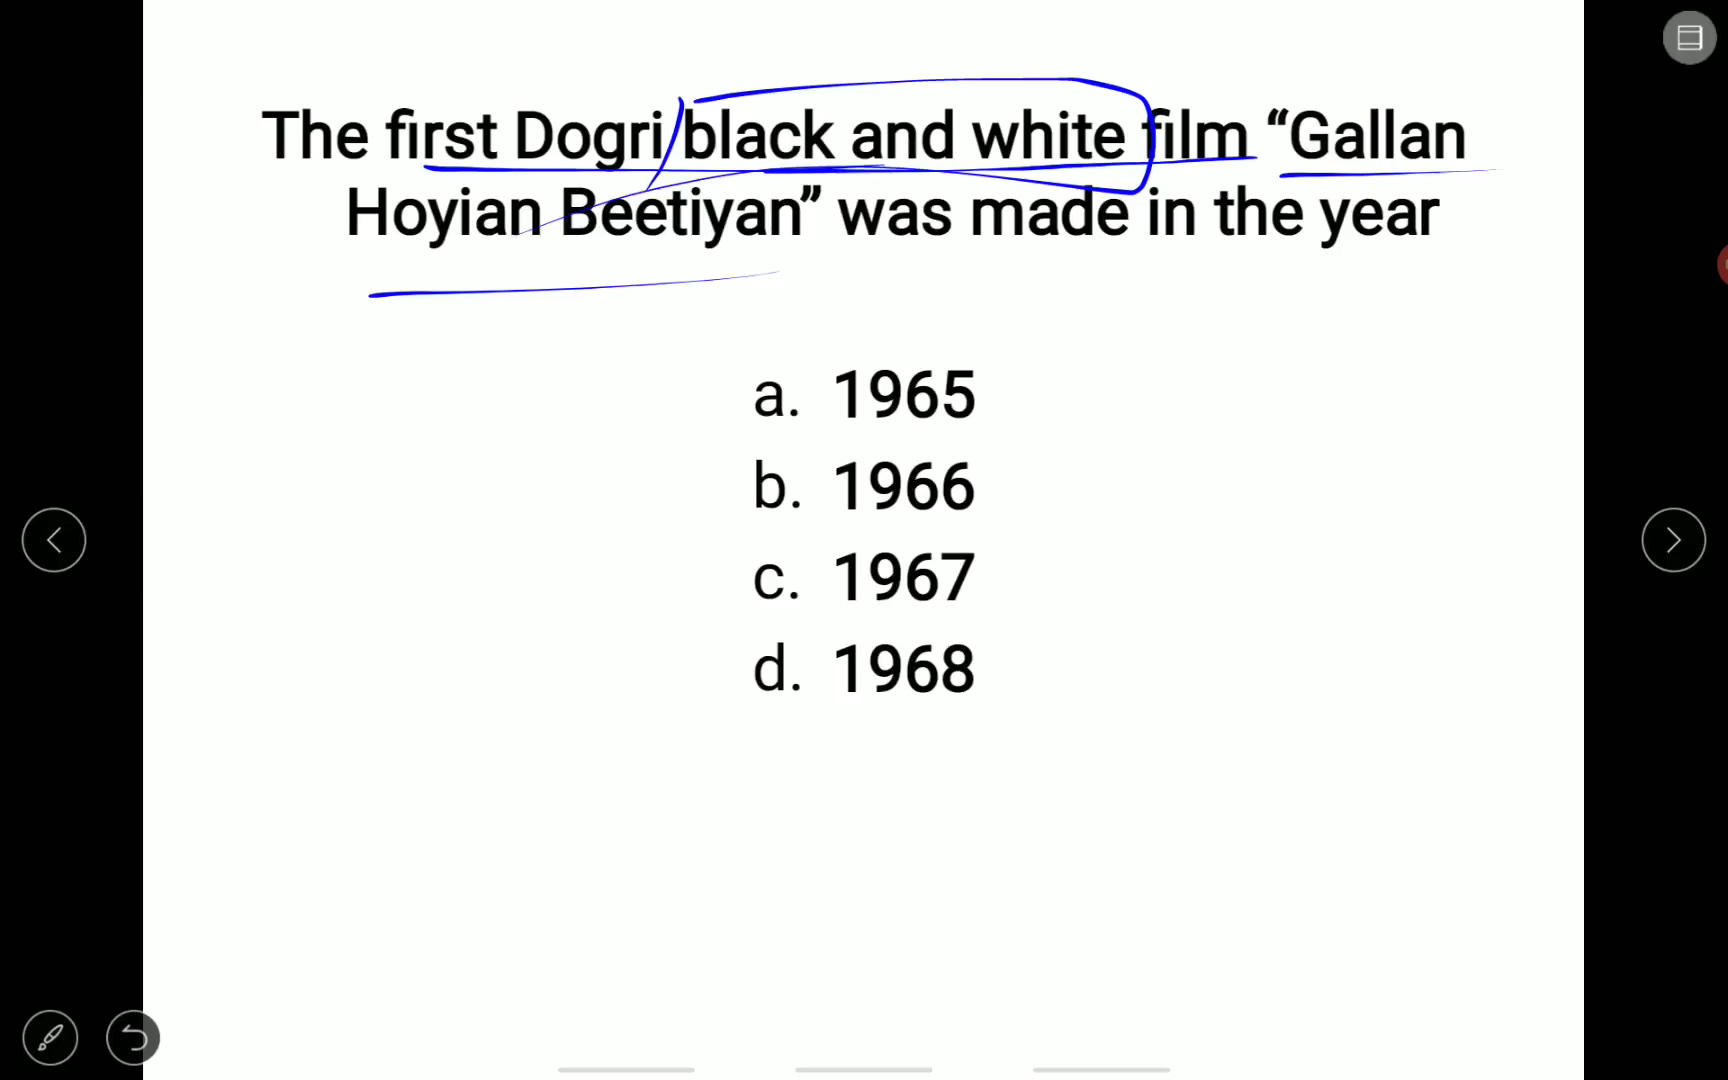 The first Dogri black and white film “Gallan
Hoyian Beetiyan” was made in the year
a. 1965
b. 1966
c. 1967
d. 1968